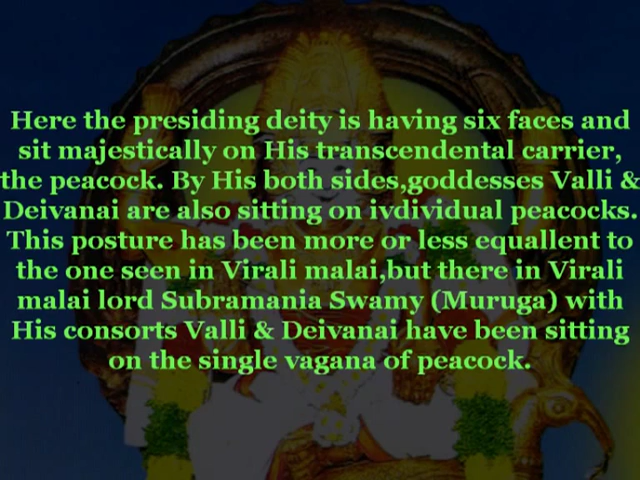 Here the presiding deity is having six faces and
sit majestically on His transcendental carrier,
the peacock. By His both sides,goddesses Valli &
Deivanai are also sitting on ivdividual peacocks.
This posture has been more or less equallent to
the one seen in Virali malai,but there in Virali
malai lord Subramania Swamy (Muruga) with
His consorts Valli & Deivanai have been sitting
on the single vagana of peacock.